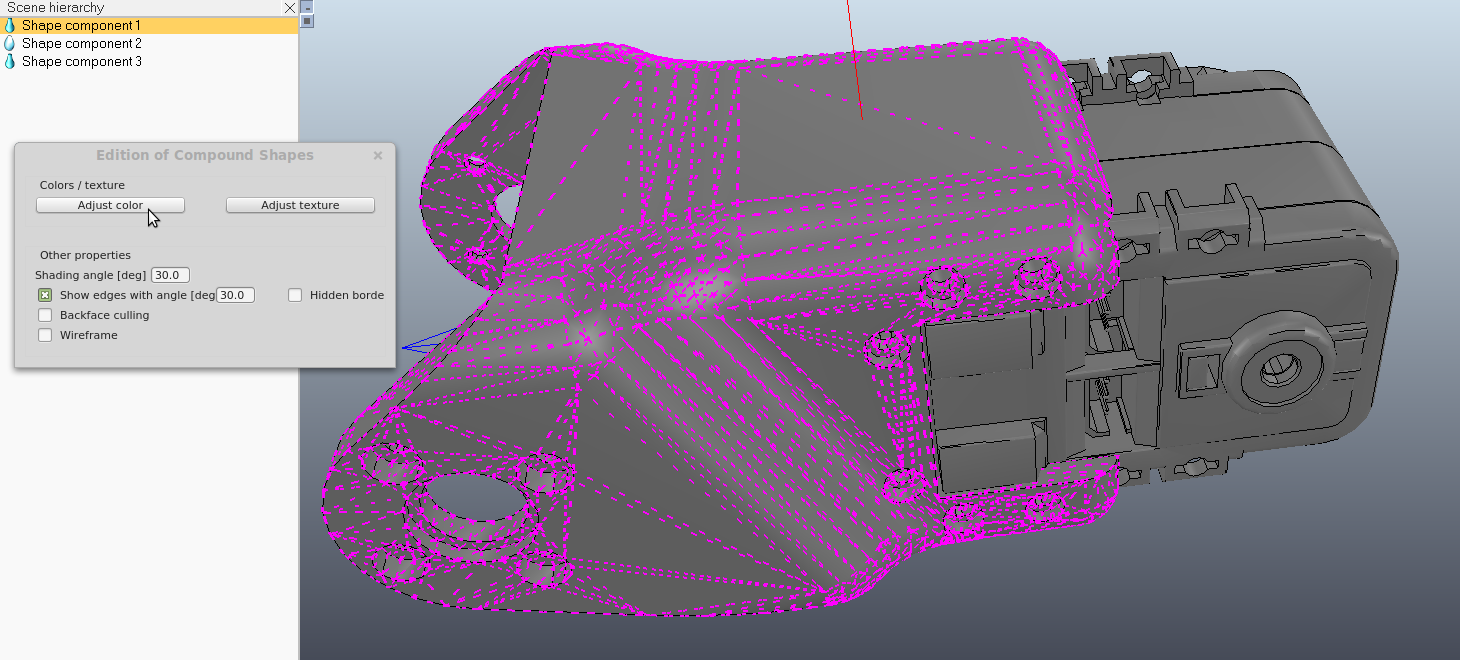 Scene hierarchy
Shape component 1
Shape component 2
Shape component 3
Edition of Compound Shapes
Colors / texture
Adjust color Adjust texture
Other properties
Shading angle [deg] 30.0
Show edges with angle [deg 30.0 Hidden borde
Backface culling
Wireframe